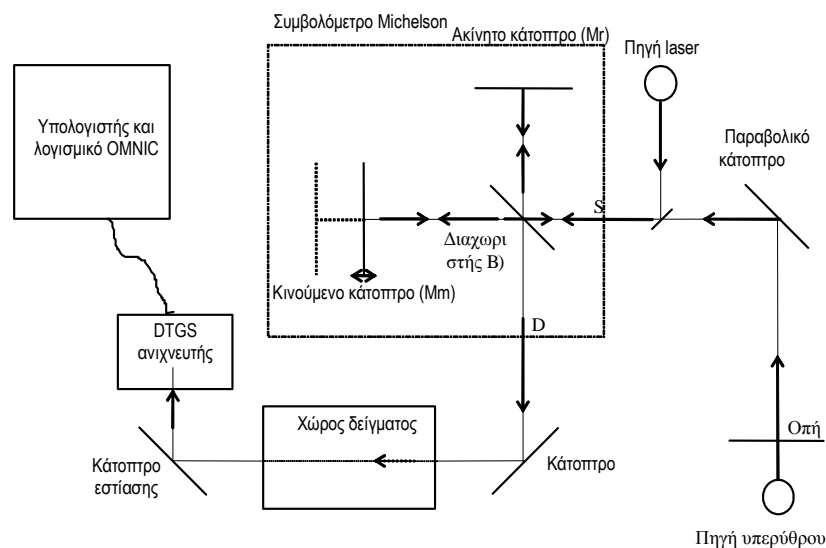 Συμβολόμετρο Michelson
Ακίνητο κάτοπτρο (Mr)
Πηγή laser
Υπολογιστής και
λογισμικό OMNIC
Παραβολικό
κάτοπτρο
S
Διαχωρι
στής B)
Κινούμενο κάτοπτρο (Mm)
D
DTGS
ανιχνευτής
Χώρος δείγματος
Οπή
Κάτοπτρο
εστίασης
Κάτοπτρο
Πηγή υπερύθρου